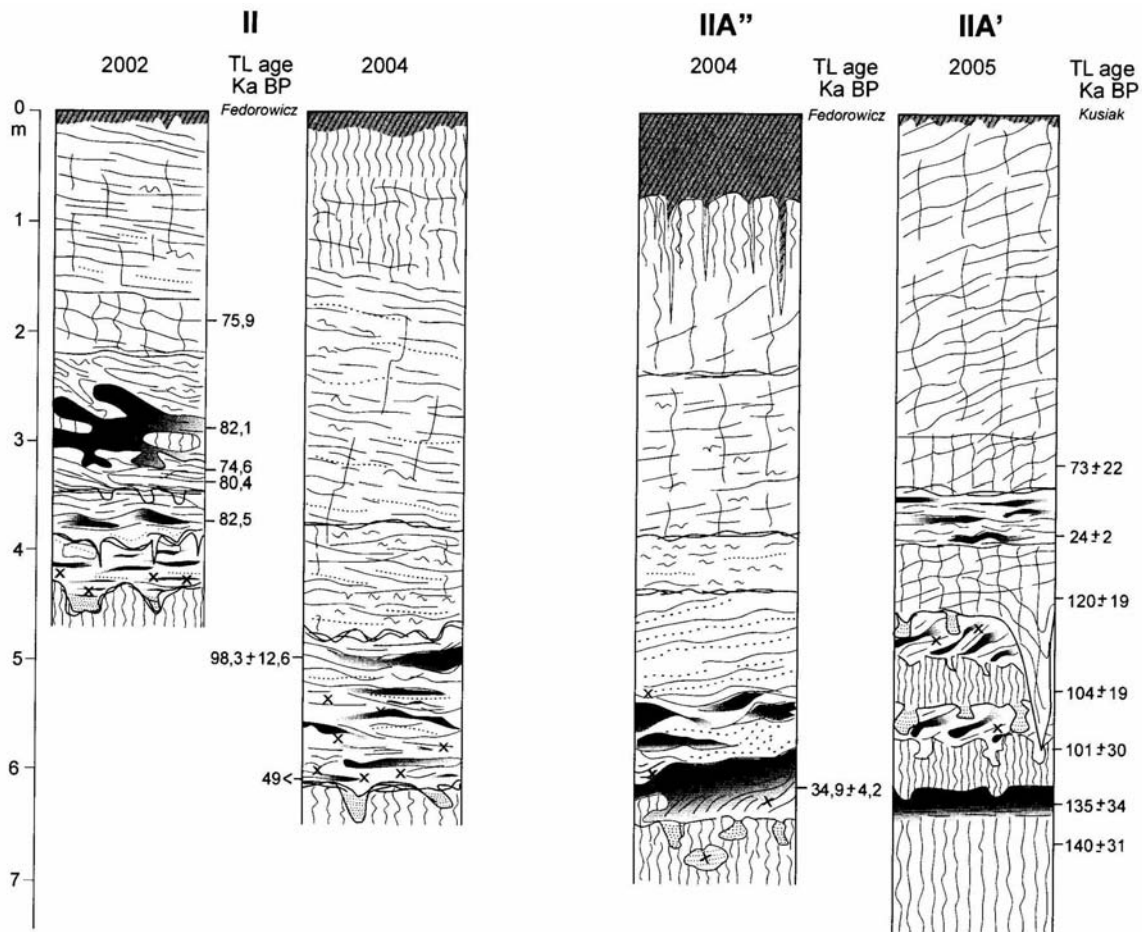 II
IIA"
IIA'
2002
TL age
Ka BP
Fedorowicz
2004
2004
TL age
Ka BP
Fedorowicz
2005
TL age
Ka BP
Kusiak
0
m
1
2
3
4
5
6
7
75,9
82,1
74,6
80,4
82,5
98,3±12,6
49<
34,9±4,2
73±22
24±2
120±19
104±19
101±30
135±34
140±31